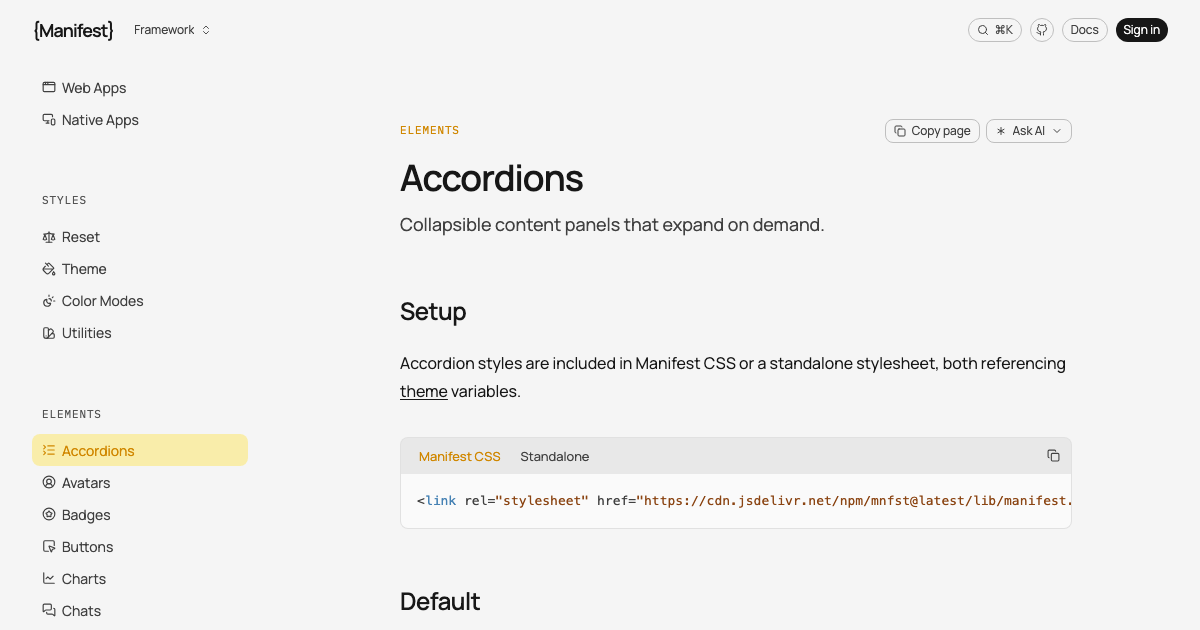 {Manifest}
Framework
⌘K
Docs
Sign in
Web Apps
Native Apps
STYLES
Reset
Theme
Color Modes
Utilities
ELEMENTS
Accordions
Avatars
Badges
Buttons
Charts
Chats
ELEMENTS
Copy page
Ask AI
Accordions
Collapsible content panels that expand on demand.
Setup
Accordion styles are included in Manifest CSS or a standalone stylesheet, both referencing
theme variables.
Manifest CSS
Standalone
<link rel="stylesheet" href="https://cdn.jsdelivr.net/npm/mnfst@latest/lib/manifest.
Default